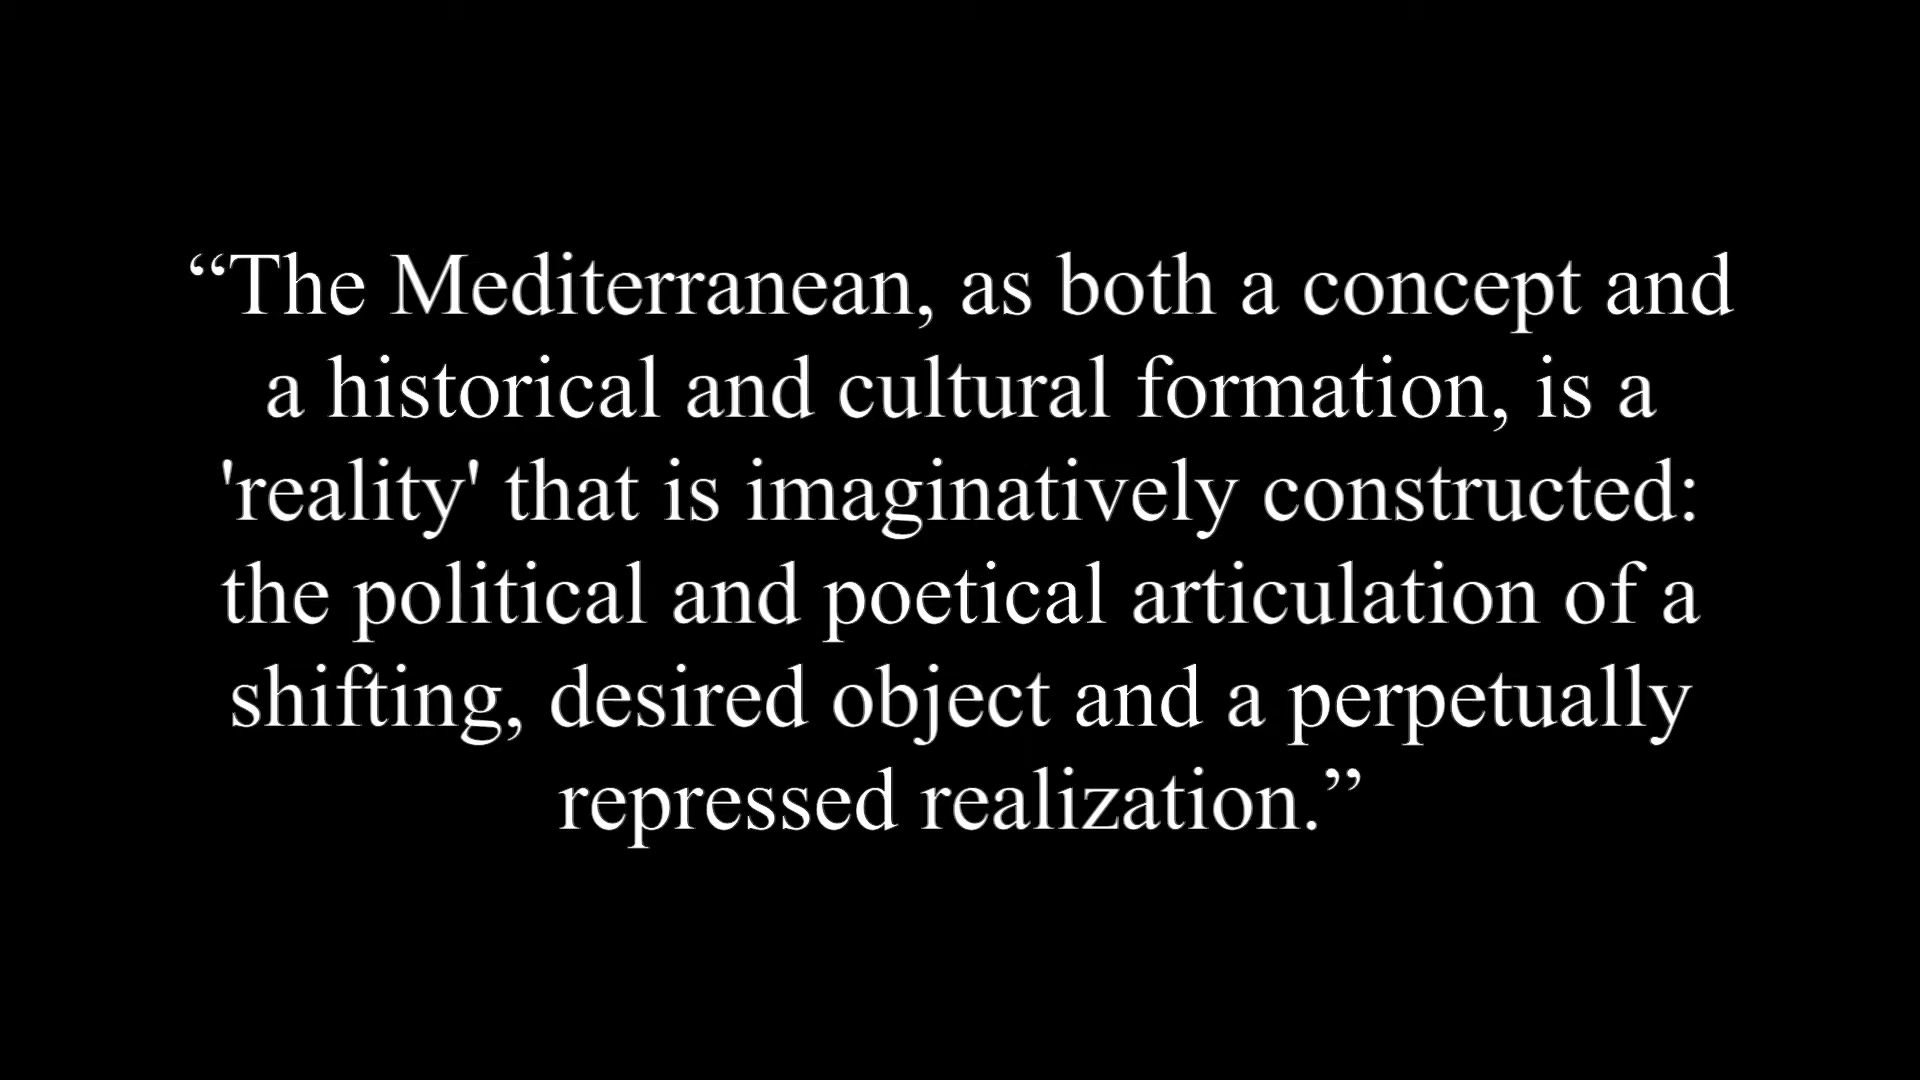 “The Mediterranean, as both a concept and
a historical and cultural formation, is a
'reality' that is imaginatively constructed:
the political and poetical articulation of a
shifting, desired object and a perpetually
repressed realization.”